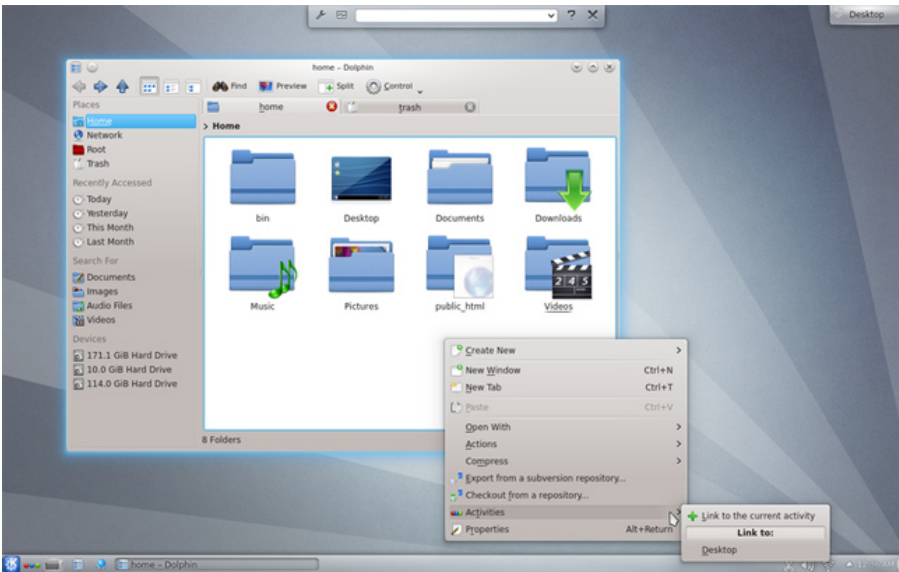 Desktop
home – Dolphin
Find Preview Split Control
Places
home
trash
Home
> Home
Network
Root
Trash
Recently Accessed
Today
Yesterday
This Month
Last Month
Search For
Documents
Images
Audio Files
Videos
Devices
171.1 GiB Hard Drive
10.0 GiB Hard Drive
114.0 GiB Hard Drive
bin Desktop Documents Downloads
2 4 5
Music Pictures public_html Videos
8 Folders
Create New
New Window Ctrl+N
New Tab Ctrl+T
Paste Ctrl+V
Open With
Actions
Compress
Export from a subversion repository...
Checkout from a repository...
Activities
Properties Alt+Return
Link to the current activity
Link to:
Desktop
home – Dolphin